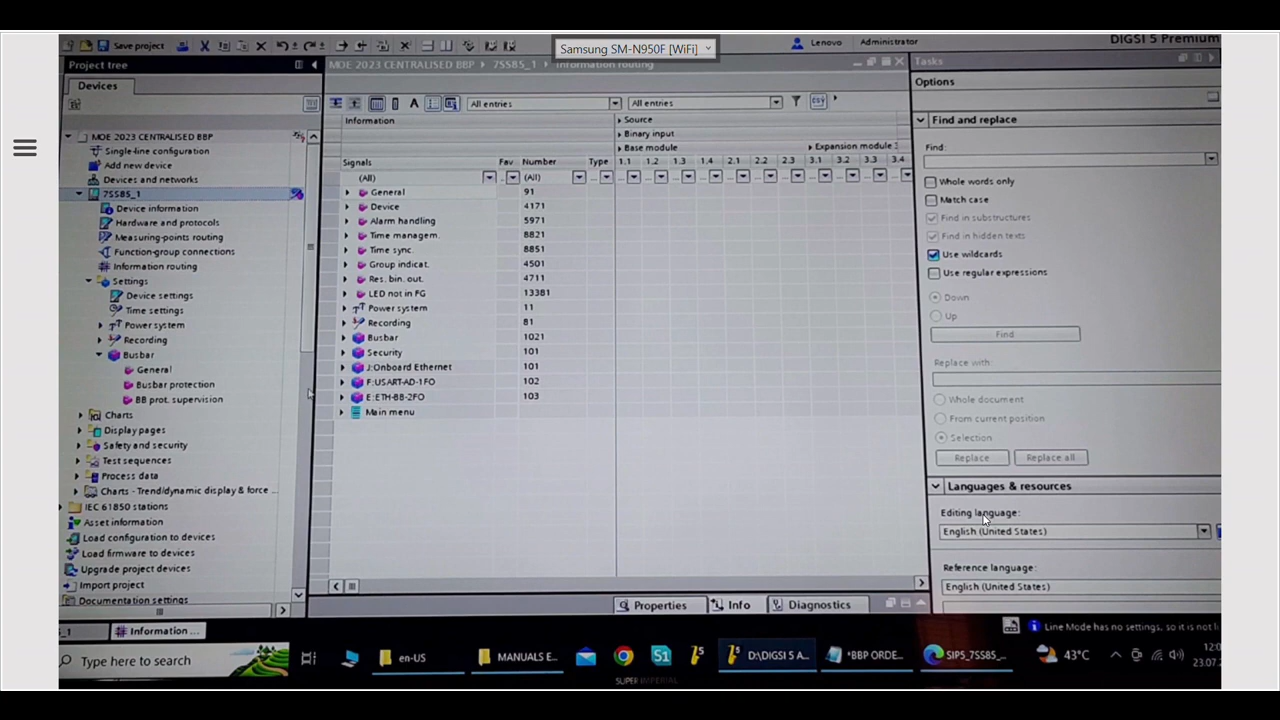 Samsung SM-N950F [WiFi]
Save project
Lenovo
Administrator
DIGSI 5 Premium
Project tree
Devices
MOE 2023 CENTRALISED BBP
Single-line configuration
Add new device
Devices and networks
7SS85_1
Device information
Hardware and protocols
Measuring-points routing
Function-group connections
Information routing
Settings
Device settings
Time settings
Power system
Recording
Busbar
General
Busbar protection
BB prot. supervision
Charts
Display pages
Safety and security
Test sequences
Process data
Charts - Trend/dynamic display & force ...
IEC 61850 stations
Asset information
Load configuration to devices
Load firmware to devices
Upgrade project devices
Import project
Documentation settings
MOE 2023 CENTRALISED BBP
7SS85_1
Information routing
All entries
All entries
Information
Source
Binary input
Base module
Expansion module
Signals
Fav
Number
Type
1.1 1.2 1.3 1.4 2.1 2.2 2.3 3.1 3.2 3.3 3.4
(All)
(All)
General 91
Device 4171
Alarm handling 5971
Time managem. 8821
Time sync. 8851
Group indicat. 4501
Res. bin. out. 4711
LED not in FG 13381
Power system 11
Recording 81
Busbar 1021
Security 101
J:Onboard Ethernet 101
F:USART-AD-1FO 102
E:ETH-BB-2FO 103
Main menu
Properties
Info
Diagnostics
Tasks
Options
Find and replace
Find:
Whole words only
Match case
Find in substructures
Find in hidden texts
Use wildcards
Use regular expressions
Down
Up
Find
Replace with:
Whole document
From current position
Selection
Replace
Replace all
Languages & resources
Editing language:
English (United States)
Reference language:
English (United States)
Information ...
Line Mode has no settings, so it is not
Type here to search
en-US
MANUALS E...
D:\DIGSI 5 A...
*BBP ORDE...
SIP5_7SS85_...
43°C
12:0
23.07.
SUPER IMPERIAL